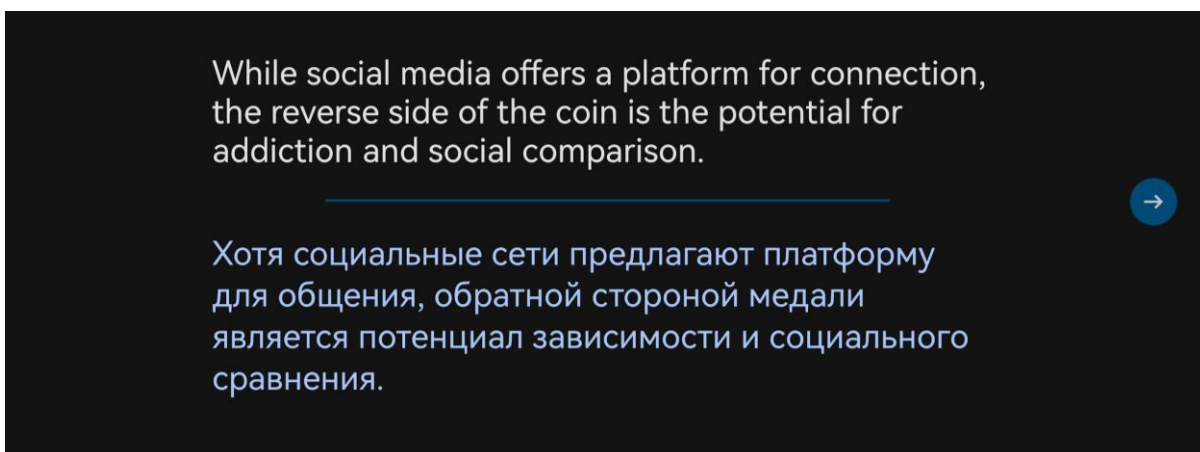 While social media offers a platform for connection,
the reverse side of the coin is the potential for
addiction and social comparison.
Хотя социальные сети предлагают платформу
для общения, обратной стороной медали
является потенциал зависимости и социального
сравнения.